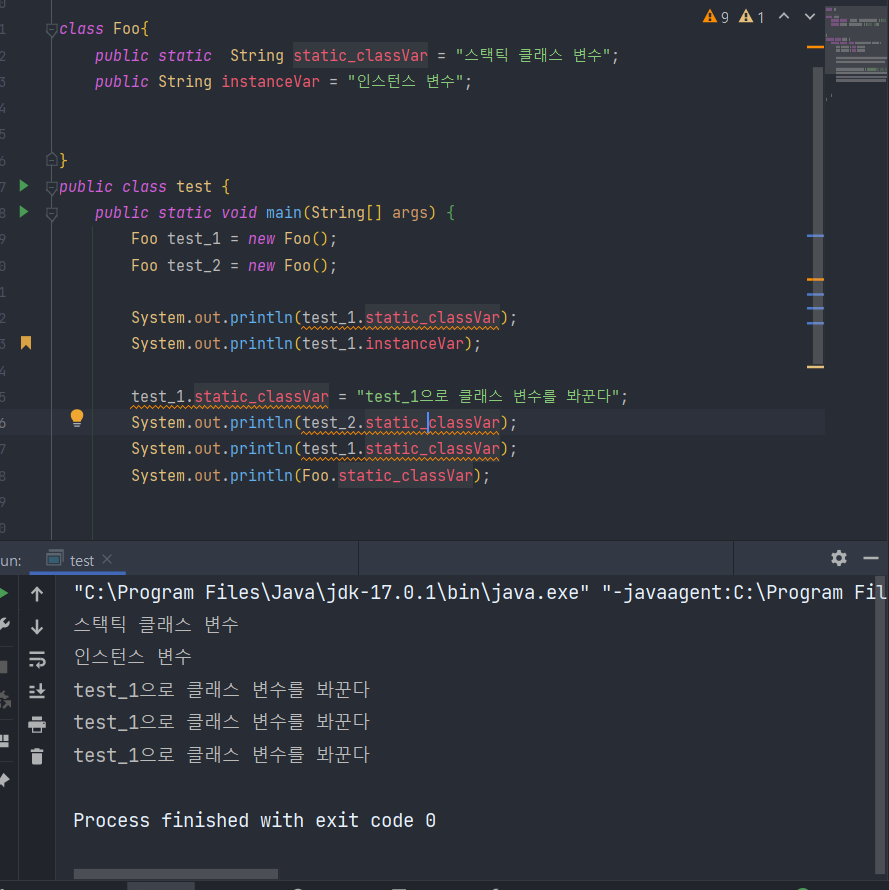 9 1
class Foo{
public static  String static_classVar = "스택틱 클래스 변수";
public String instanceVar = "인스턴스 변수";
}
public class test {
public static void main(String[] args) {
Foo test_1 = new Foo();
Foo test_2 = new Foo();
System.out.println(test_1.static_classVar);
System.out.println(test_1.instanceVar);
test_1.static_classVar = "test_1으로 클래스 변수를 봐꾼다";
System.out.println(test_2.static_classVar);
System.out.println(test_1.static_classVar);
System.out.println(Foo.static_classVar);
un: test
"C:\Program Files\Java\jdk-17.0.1\bin\java.exe" "-javaagent:C:\Program Fil
스택틱 클래스 변수
인스턴스 변수
test_1으로 클래스 변수를 봐꾼다
test_1으로 클래스 변수를 봐꾼다
test_1으로 클래스 변수를 봐꾼다
Process finished with exit code 0